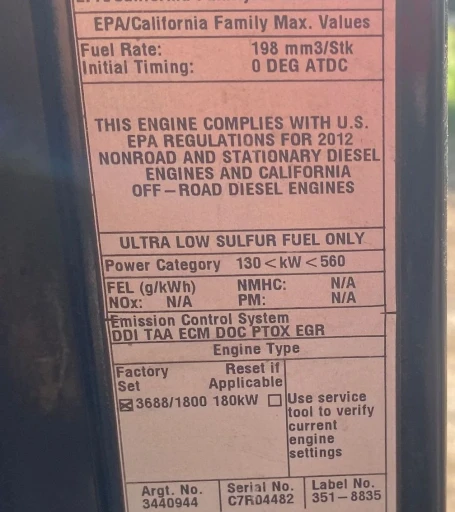 EPA/California Family Max. Values
Fuel Rate: 198 mm3/Stk
Initial Timing: 0 DEG ATDC
THIS ENGINE COMPLIES WITH U.S.
EPA REGULATIONS FOR 2012
NONROAD AND STATIONARY DIESEL
ENGINES AND CALIFORNIA
OFF-ROAD DIESEL ENGINES
ULTRA LOW SULFUR FUEL ONLY
Power Category 130<kW<560
FEL (g/kWh) NMHC: N/A
NOx: N/A PM: N/A
Emission Control System
DDI TAA ECM DOC PTOX EGR
Engine Type
Factory Reset if
Set Applicable
☒ 3688/1800 180kW ☐ Use service
tool to verify
current
engine
settings
Argt. No. Serial No. Label No.
3440944 C7R04482 351-8835